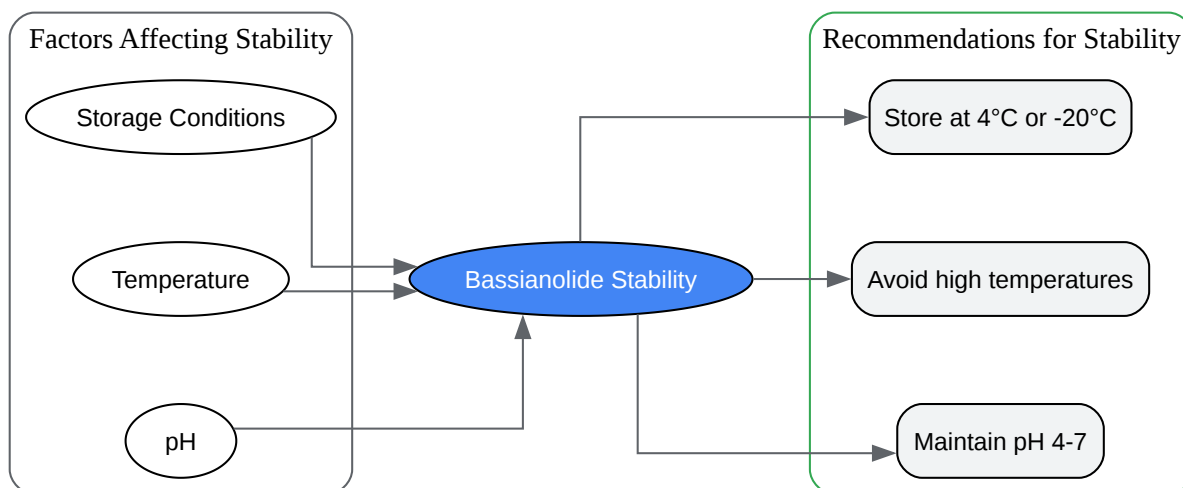 Factors Affecting Stability
Storage Conditions
Temperature
pH
Bassianolide Stability
Recommendations for Stability
Store at 4°C or -20°C
Avoid high temperatures
Maintain pH 4-7